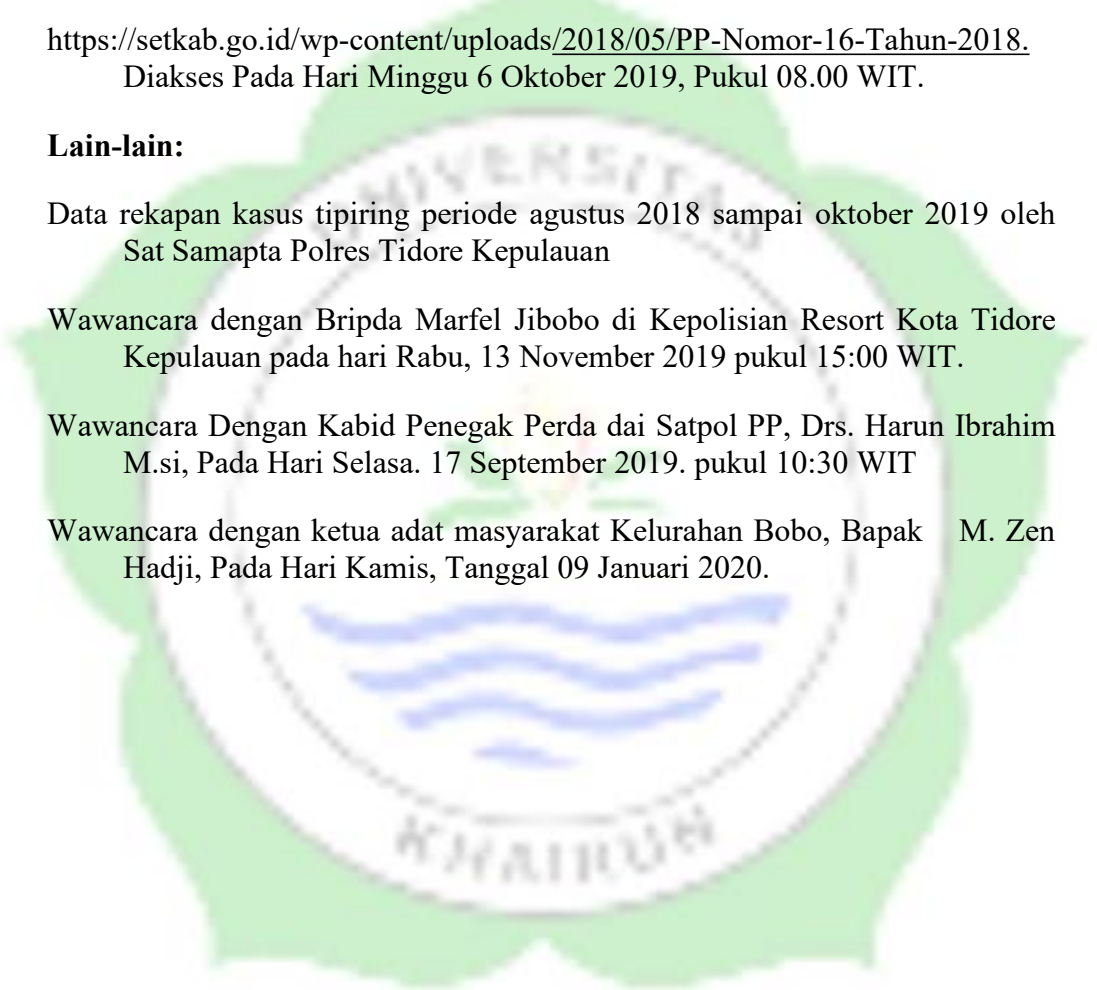 https://setkab.go.id/wp-content/uploads/2018/05/PP-Nomor-16-Tahun-2018.
Diakses Pada Hari Minggu 6 Oktober 2019, Pukul 08.00 WIT.
Lain-lain:
Data rekapan kasus tipiring periode agustus 2018 sampai oktober 2019 oleh
Sat Samapta Polres Tidore Kepulauan
Wawancara dengan Bripda Marfel Jibobo di Kepolisian Resort Kota Tidore
Kepulauan pada hari Rabu, 13 November 2019 pukul 15:00 WIT.
Wawancara Dengan Kabid Penegak Perda dai Satpol PP, Drs. Harun Ibrahim
M.si, Pada Hari Selasa. 17 September 2019. pukul 10:30 WIT
Wawancara dengan ketua adat masyarakat Kelurahan Bobo, Bapak M. Zen
Hadji, Pada Hari Kamis, Tanggal 09 Januari 2020.
UNIVERSITAS
KHAIRUN